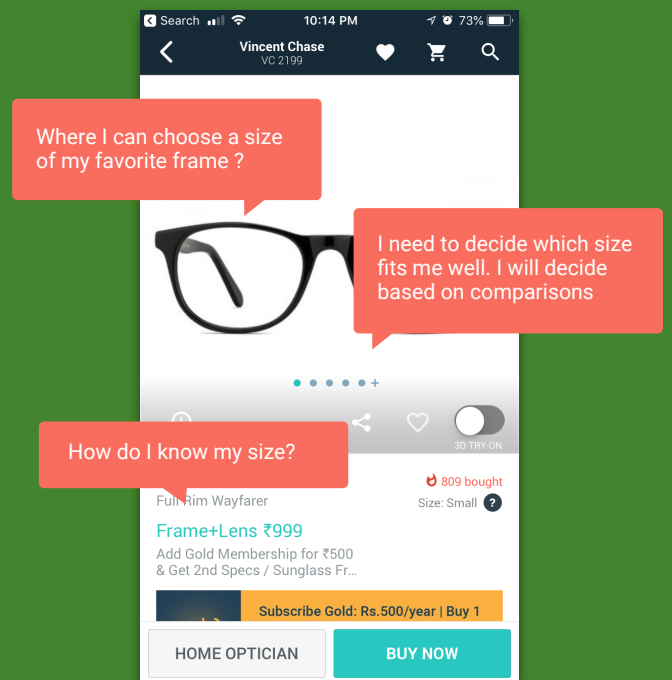 Search
10:14 PM
73%
Vincent Chase
VC 2199
Where I can choose a size
of my favorite frame ?
I need to decide which size
fits me well. I will decide
based on comparisons
3D TRY-ON
How do I know my size?
809 bought
Full Rim Wayfarer
Size: Small ?
Frame+Lens ₹999
Add Gold Membership for ₹500
& Get 2nd Specs / Sunglass Fr...
Subscribe Gold: Rs.500/year | Buy 1
HOME OPTICIAN
BUY NOW